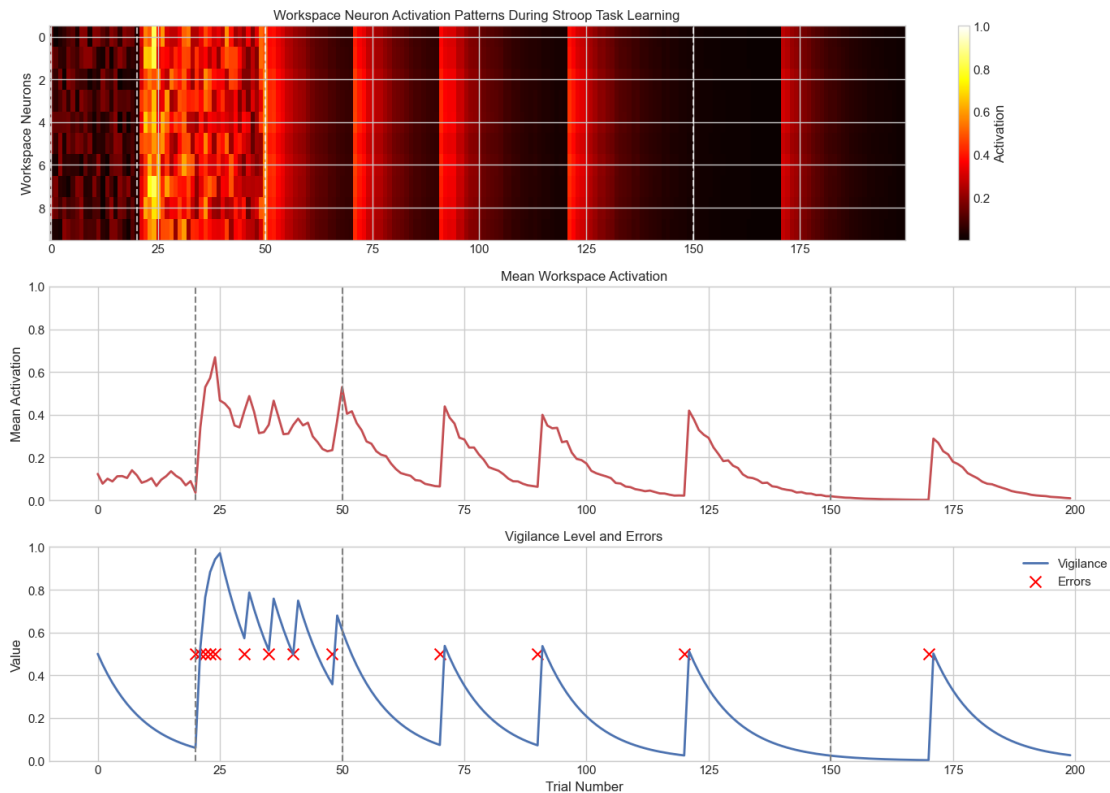 Workspace Neuron Activation Patterns During Stroop Task Learning
Workspace Neurons
0
2
4
6
8
0 25 50 75 100 125 150 175
1.0
0.8
0.6
0.4
0.2
Activation
Mean Workspace Activation
Mean Activation
1.0
0.8
0.6
0.4
0.2
0.0
0 25 50 75 100 125 150 175 200
Vigilance Level and Errors
Value
1.0
0.8
0.6
0.4
0.2
0.0
Vigilance
Errors
0 25 50 75 100 125 150 175 200
Trial Number